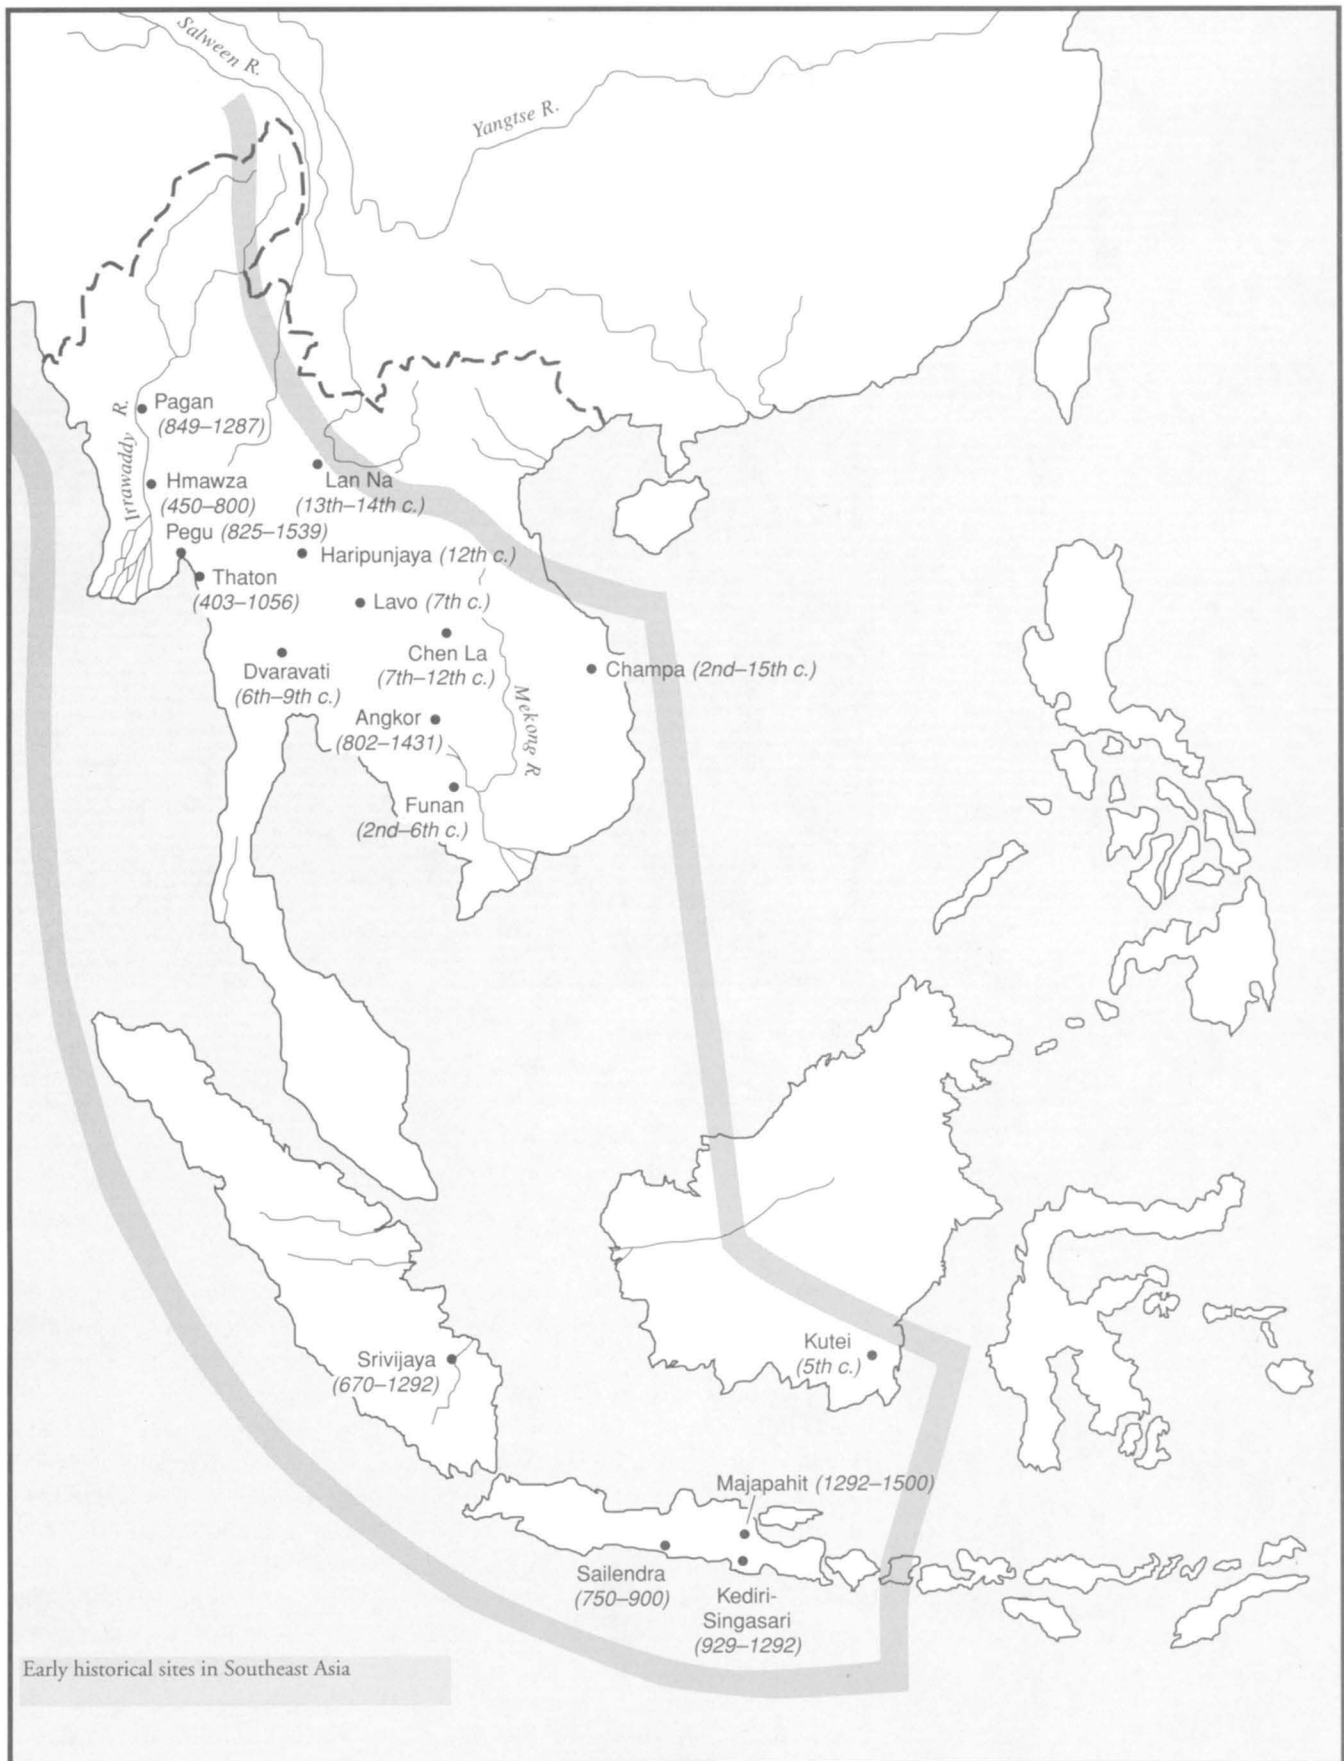 Salween R.
Yangtse R.
Irrawaddy R.
Pagan
(849–1287)
Hmawza
(450–800)
Lan Na
(13th–14th c.)
Pegu (825–1539)
Haripunjaya (12th c.)
Thaton
(403–1056)
Lavo (7th c.)
Chen La
(7th–12th c.)
Dvaravati
(6th–9th c.)
Champa (2nd–15th c.)
Mekong R
Angkor
(802–1431)
Funan
(2nd–6th c.)
Kutei
(5th c.)
Srivijaya
(670–1292)
Majapahit (1292–1500)
Sailendra
(750–900)
Kediri-
Singasari
(929–1292)
Early historical sites in Southeast Asia